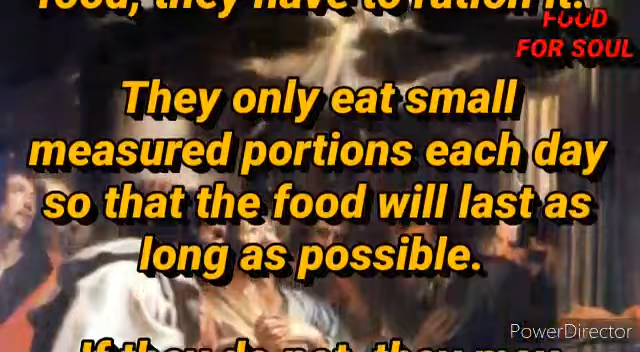 food, they have to ration it.
FOOD
FOR SOUL
They only eat small
measured portions each day
so that the food will last as
long as possible.
If they do not, they may
PowerDirector